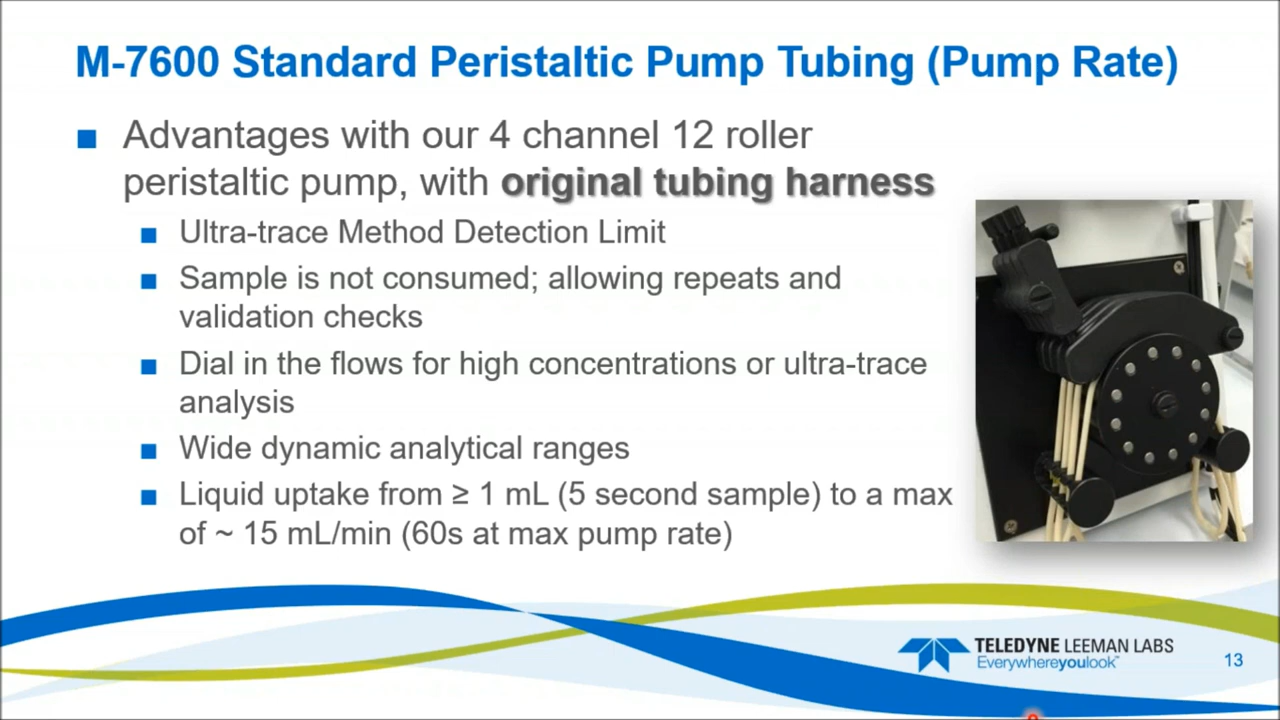 M-7600 Standard Peristaltic Pump Tubing (Pump Rate)
Advantages with our 4 channel 12 roller
peristaltic pump, with original tubing harness
Ultra-trace Method Detection Limit
Sample is not consumed; allowing repeats and
validation checks
Dial in the flows for high concentrations or ultra-trace
analysis
Wide dynamic analytical ranges
Liquid uptake from ≥ 1 mL (5 second sample) to a max
of ~ 15 mL/min (60s at max pump rate)
TELEDYNE LEEMAN LABS
Everywhereyoulook™
13